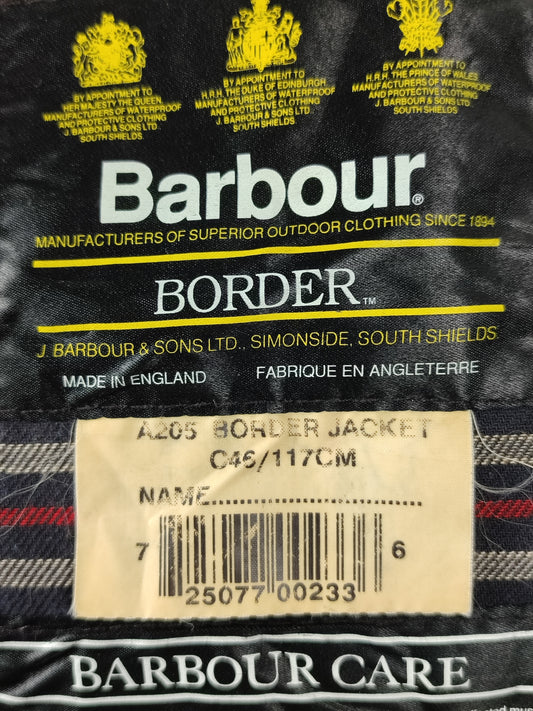 BY APPOINTMENT TO
HER MAJESTY THE QUEEN
MANUFACTURERS OF WATERPROOF
AND PROTECTIVE CLOTHING
J. BARBOUR & SONS LTD
SOUTH SHIELDS
BY APPOINTMENT TO
H.R.H. THE DUKE OF EDINBURGH
MANUFACTURERS OF WATERPROOF
AND PROTECTIVE CLOTHING
J. BARBOUR & SONS LTD.
SOUTH SHIELDS
BY APPOINTMENT TO
H.R.H. THE PRINCE OF WALES
MANUFACTURERS OF WATERPROOF
AND PROTECTIVE CLOTHING
J. BARBOUR & SONS LTD
SOUTH SHIELDS
Barbour®
MANUFACTURERS OF SUPERIOR OUTDOOR CLOTHING SINCE 1894
BORDER™
J. BARBOUR & SONS LTD., SIMONSIDE, SOUTH SHIELDS
MADE IN ENGLAND FABRIQUE EN ANGLETERRE
A205 BORDER JACKET
C46/117CM
NAME....................
7 25077 00233 6
BARBOUR CARE